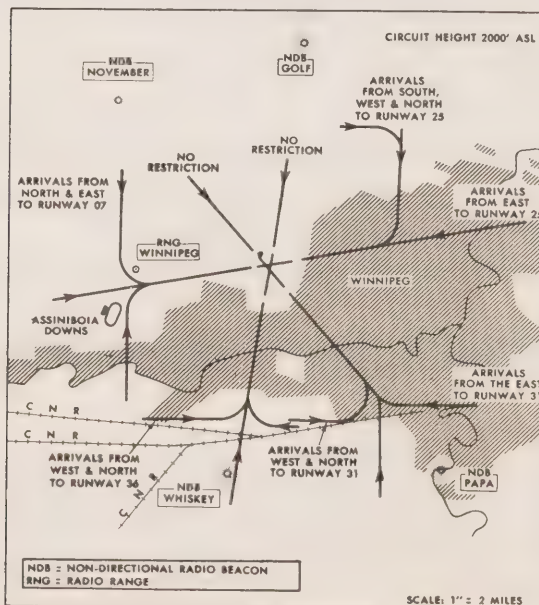 CIRCUIT HEIGHT 2000' ASL
NDB
NOVEMBER
NDB
GOLF
ARRIVALS
FROM SOUTH,
WEST & NORTH
TO RUNWAY 25
NO
RESTRICTION
NO
RESTRICTION
ARRIVALS FROM
NORTH & EAST
TO RUNWAY 07
ARRIVALS
FROM EAST
TO RUNWAY 25
RNG
WINNIPEG
WINNIPEG
ASSINIBOIA
DOWNS
ARRIVALS
FROM THE EAST
TO RUNWAY 31
C N R
C N R
C N R
ARRIVALS FROM
WEST & NORTH
TO RUNWAY 36
ARRIVALS FROM
WEST & NORTH
TO RUNWAY 31
NDB
WHISKEY
NDB
PAPA
NDB = NON-DIRECTIONAL RADIO BEACON
RNG = RADIO RANGE
SCALE: 1" = 2 MILES